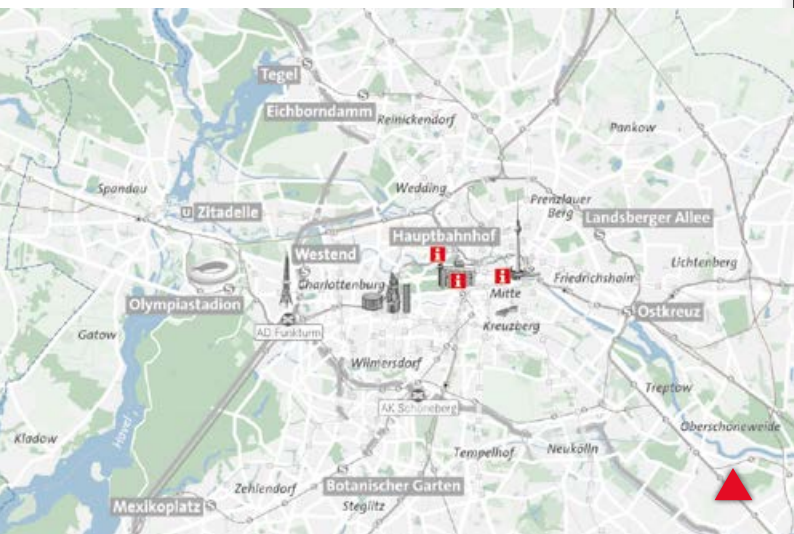 Tegel
S
S
Eichborndamm
Reinickendorf
Pankow
Spandau
Wedding
Prenzlauer
Berg
U Zitadelle
Landsberger Allee
S
Hauptbahnhof
Westend
S
i
i
i
Lichtenberg
Charlottenburg
Friedrichshain
Mitte
Olympiastadion
S
S Ostkreuz
AD Funkturm
Kreuzberg
Gatow
Wilmersdorf
Treptow
AK Schöneberg
Havel
Oberschöneweide
Kladow
Tempelhof
Neukölln
S
Zehlendorf
Botanischer Garten
Mexikoplatz
S
Steglitz